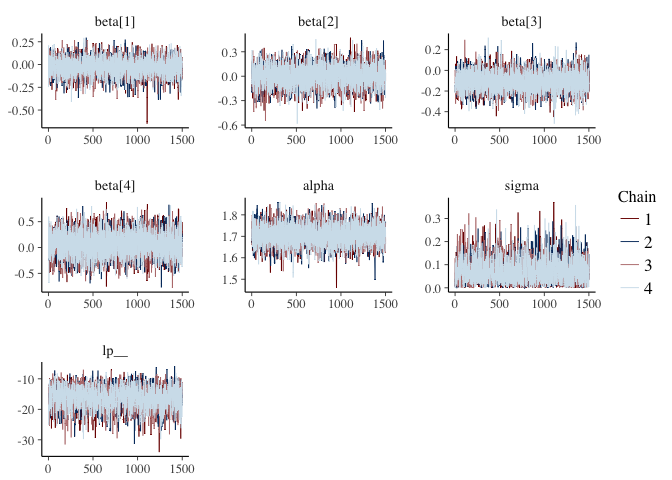 beta[1] beta[2] beta[3]
0.25 0.00 -0.25 -0.50
0.3 0.0 -0.3 -0.6
0.2 0.0 -0.2 -0.4
0 500 1000 1500 0 500 1000 1500 0 500 1000 1500
beta[4] alpha sigma
0.5 0.0 -0.5
1.8 1.7 1.6 1.5
0.3 0.2 0.1 0.0
0 500 1000 1500 0 500 1000 1500 0 500 1000 1500
Chain
1
2
3
4
lp__
-10
-20
-30
0 500 1000 1500